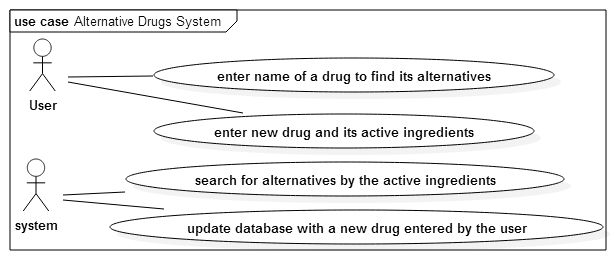 use case Alternative Drugs System
enter name of a drug to find its alternatives
User
enter new drug and its active ingredients
search for alternatives by the active ingredients
system
update database with a new drug entered by the user